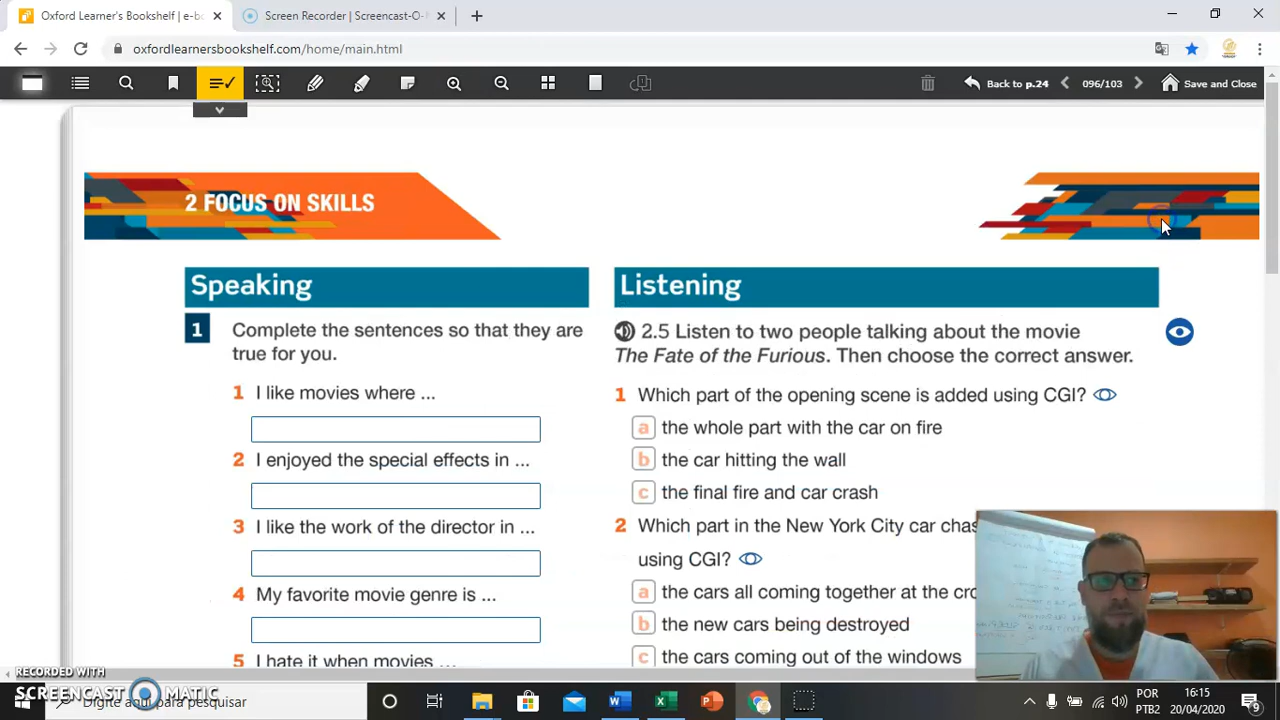 Oxford Learner's Bookshelf | e-bo
Screen Recorder | Screencast-O-M
oxfordlearnersbookshelf.com/home/main.html
Back to p.24
096/103
Save and Close
2 FOCUS ON SKILLS
Speaking
1 Complete the sentences so that they are
true for you.
1 I like movies where ...
2 I enjoyed the special effects in ...
3 I like the work of the director in ...
4 My favorite movie genre is ...
5 I hate it when movies ...
Listening
2.5 Listen to two people talking about the movie
The Fate of the Furious. Then choose the correct answer.
1 Which part of the opening scene is added using CGI?
a the whole part with the car on fire
b the car hitting the wall
c the final fire and car crash
2 Which part in the New York City car chas
using CGI?
a the cars all coming together at the cro
b the new cars being destroyed
c the cars coming out of the windows
RECORDED WITH
SCREENCAST MATIC
Digite aqui para pesquisar
POR
PTB2
16:15
20/04/2020
9